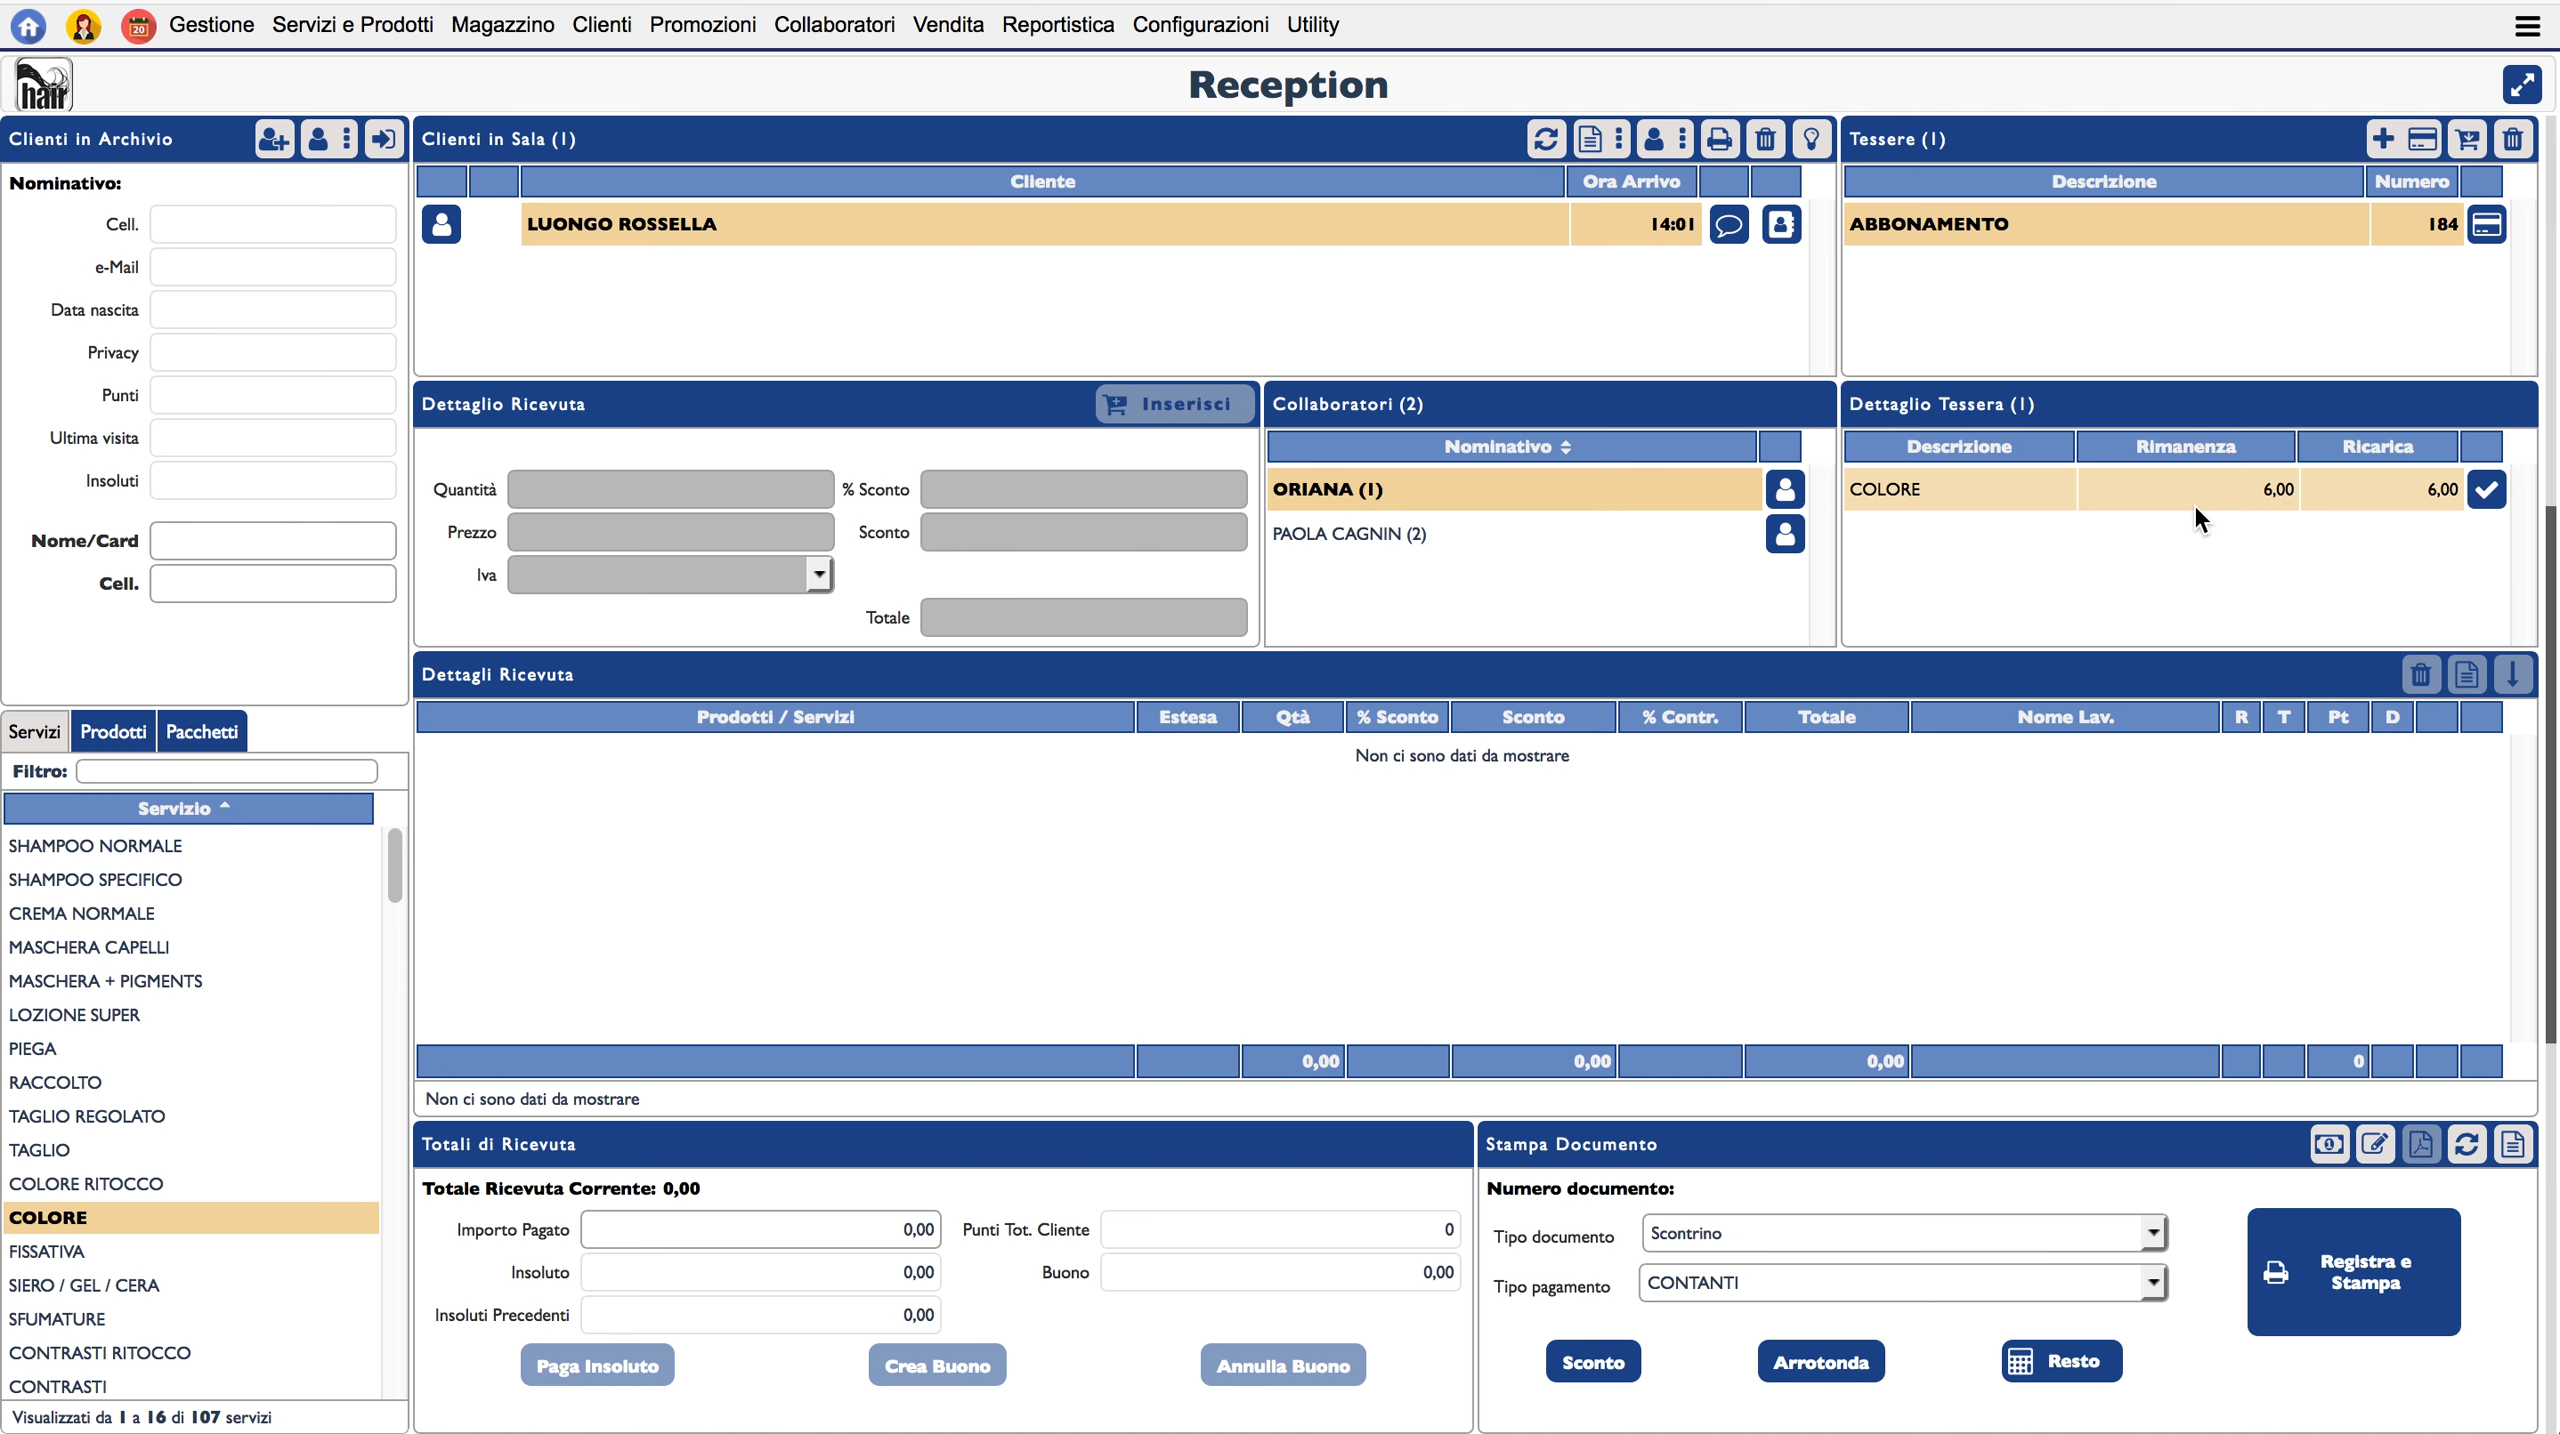 20 Gestione Servizi e Prodotti Magazzino Clienti Promozioni Collaboratori Vendita Reportistica Configurazioni Utility
hair Reception
Clienti in Archivio
Nominativo:
Cell.
e-Mail
Data nascita
Privacy
Punti
Ultima visita
Insoluti
Nome/Card
Cell.
Servizi Prodotti Pacchetti
Filtro:
Servizio
SHAMPOO NORMALE
SHAMPOO SPECIFICO
CREMA NORMALE
MASCHERA CAPELLI
MASCHERA + PIGMENTS
LOZIONE SUPER
PIEGA
RACCOLTO
TAGLIO REGOLATO
TAGLIO
COLORE RITOCCO
COLORE
FISSATIVA
SIERO / GEL / CERA
SFUMATURE
CONTRASTI RITOCCO
CONTRASTI
Visualizzati da 1 a 16 di 107 servizi
Clienti in Sala (1)
Cliente Ora Arrivo
LUONGO ROSSELLA 14:01
Tessere (1)
Descrizione Numero
ABBONAMENTO 184
Dettaglio Ricevuta Inserisci
Quantità % Sconto
Prezzo Sconto
Iva
Totale
Collaboratori (2)
Nominativo
ORIANA (1)
PAOLA CAGNIN (2)
Dettaglio Tessera (1)
Descrizione Rimanenza Ricarica
COLORE 6,00 6,00
Dettagli Ricevuta
Prodotti / Servizi Estesa Qtà % Sconto Sconto % Contr. Totale Nome Lav. R T Pt D
Non ci sono dati da mostrare
0,00 0,00 0,00 0
Non ci sono dati da mostrare
Totali di Ricevuta
Totale Ricevuta Corrente: 0,00
Importo Pagato 0,00 Punti Tot. Cliente 0
Insoluto 0,00 Buono 0,00
Insoluti Precedenti 0,00
Paga Insoluto Crea Buono Annulla Buono
Stampa Documento
Numero documento:
Tipo documento Scontrino
Tipo pagamento CONTANTI
Registra e
Stampa
Sconto Arrotonda Resto